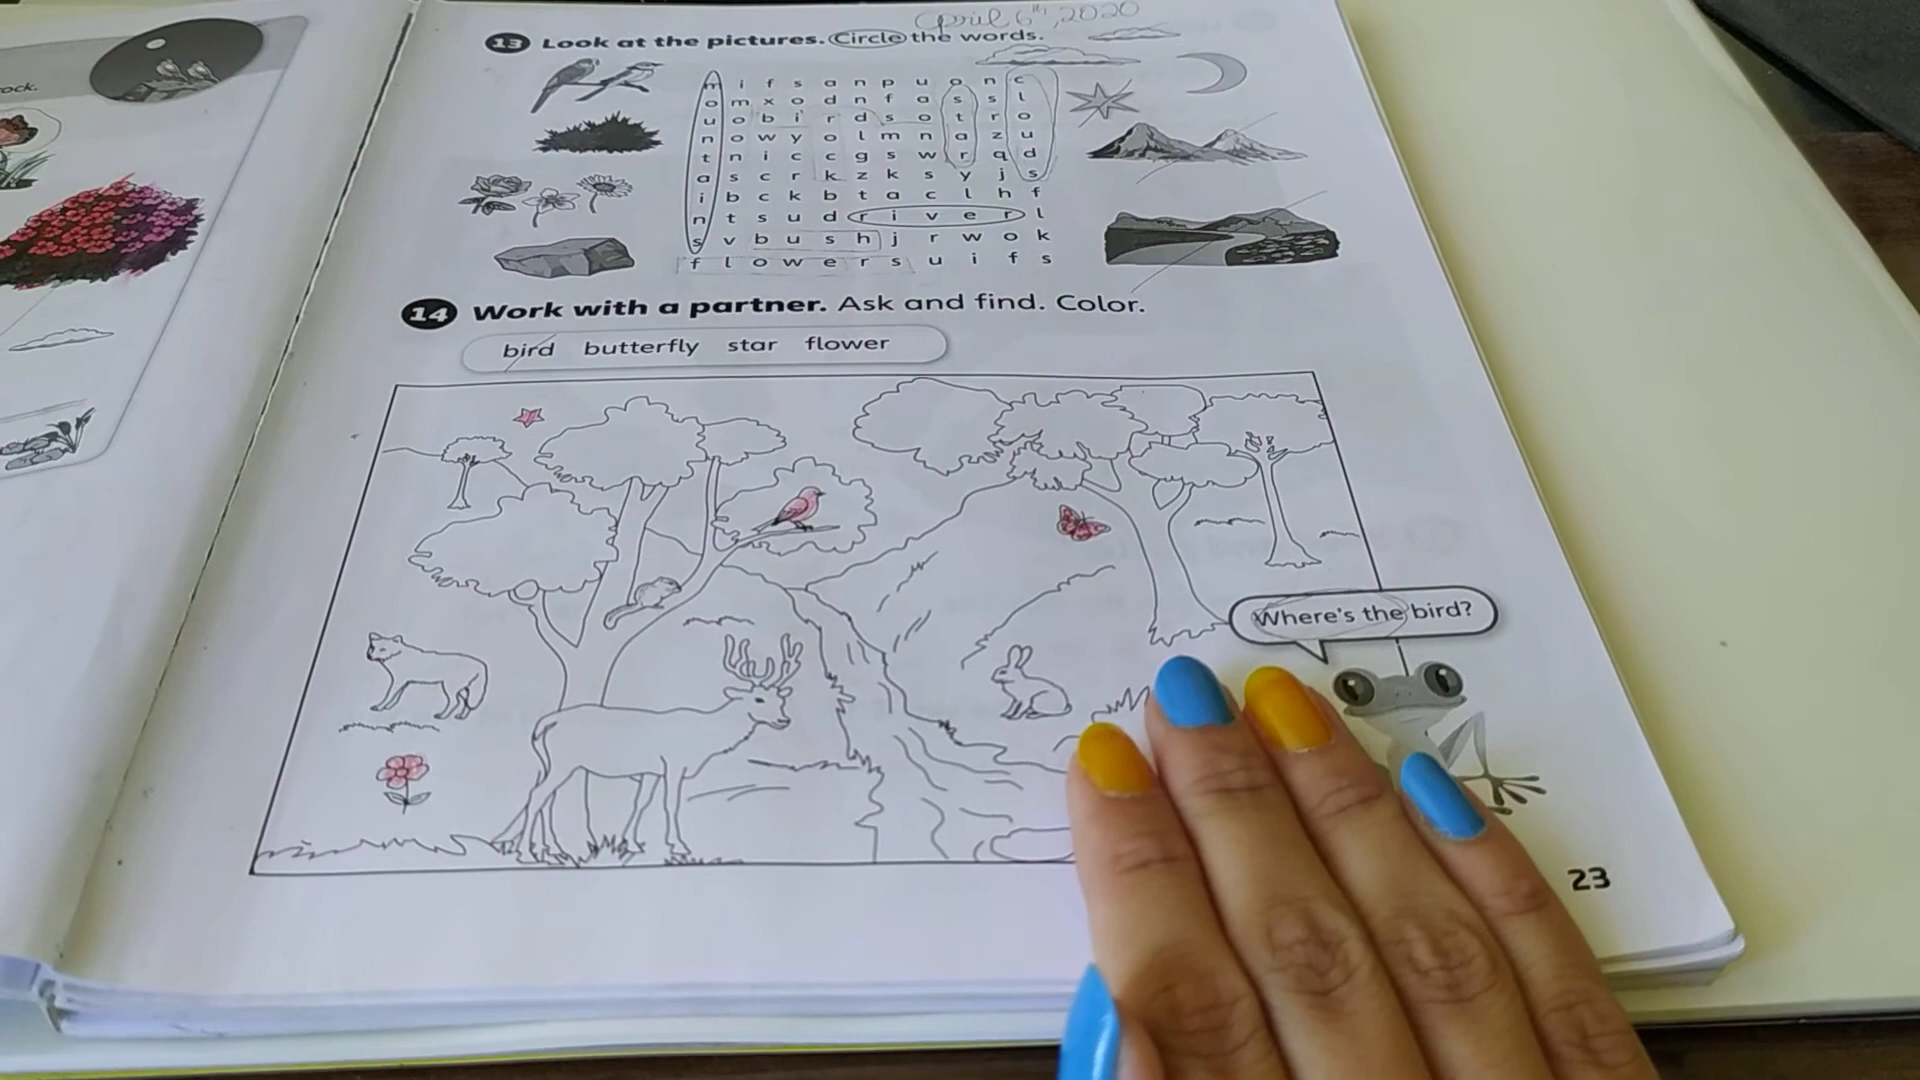 ock.
April 6th, 2020
13 Look at the pictures. Circle the words.
m i f s a n p u o n c
o m x o d n f a s s l
u o b i r d s o t r o
n o w y o l m n a z u
t n i c c g s w r q d
a s c r k z k s y j s
i b c k b t a c l h f
n t s u d r i v e r l
s v b u s h j r w o k
f l o w e r s u i f s
14 Work with a partner. Ask and find. Color.
bird butterfly star flower
Where's the bird?
23